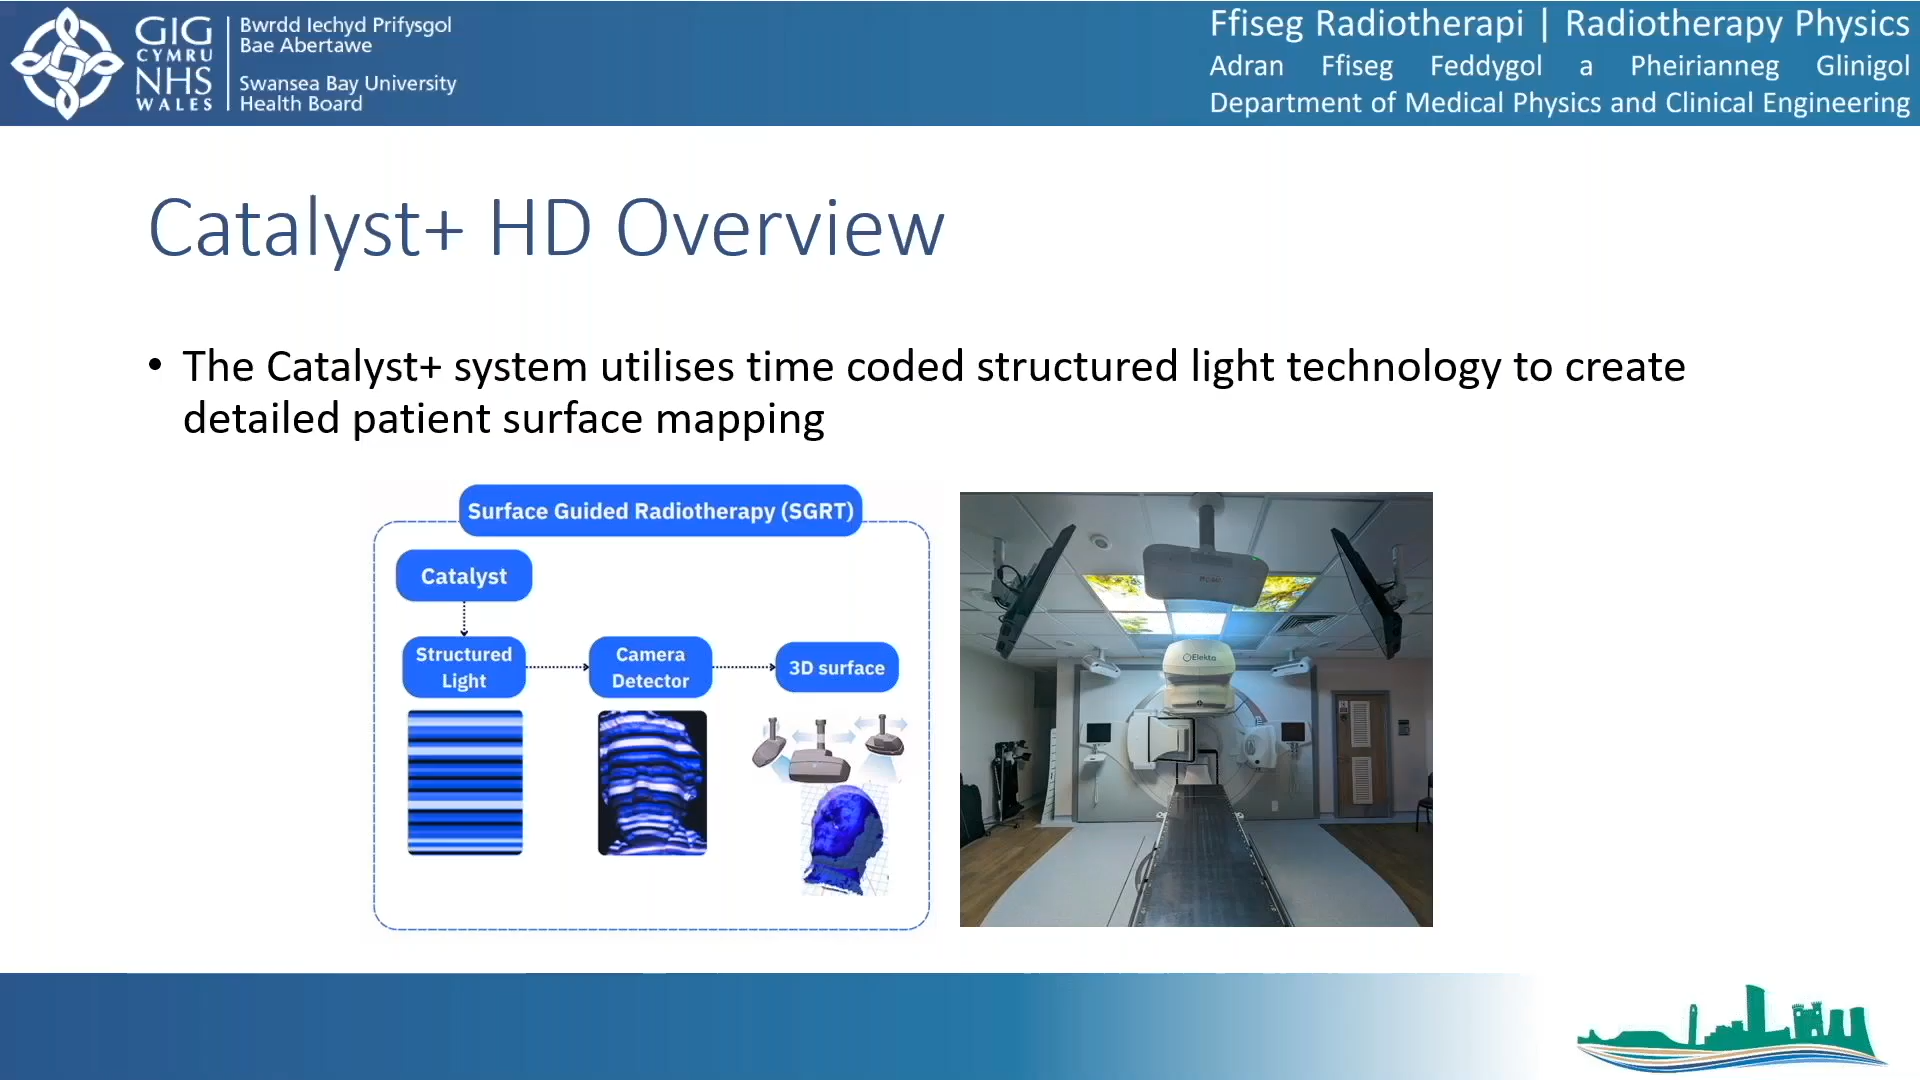 GIG
CYMRU
NHS
WALES
Bwrdd Iechyd Prifysgol
Bae Abertawe
Swansea Bay University
Health Board
Ffiseg Radiotherapi | Radiotherapy Physics
Adran Ffiseg Feddygol a Pheirianneg Glinigol
Department of Medical Physics and Clinical Engineering
Catalyst+ HD Overview
• The Catalyst+ system utilises time coded structured light technology to create
detailed patient surface mapping
Surface Guided Radiotherapy (SGRT)
Catalyst
Structured
Light
Camera
Detector
3D surface
Elekta